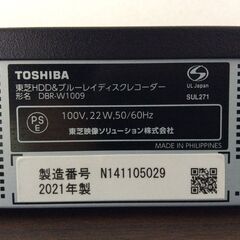 TOSHIBA
東芝HDD&ブルーレイディスクレコーダー
形名 DBR-W1009
UL Japan
SUL271
PS
E
100V, 22W, 50/60Hz
東芝映像ソリューション株式会社
MADE IN PHILIPPINES
製造番号 N141105029
2021年製